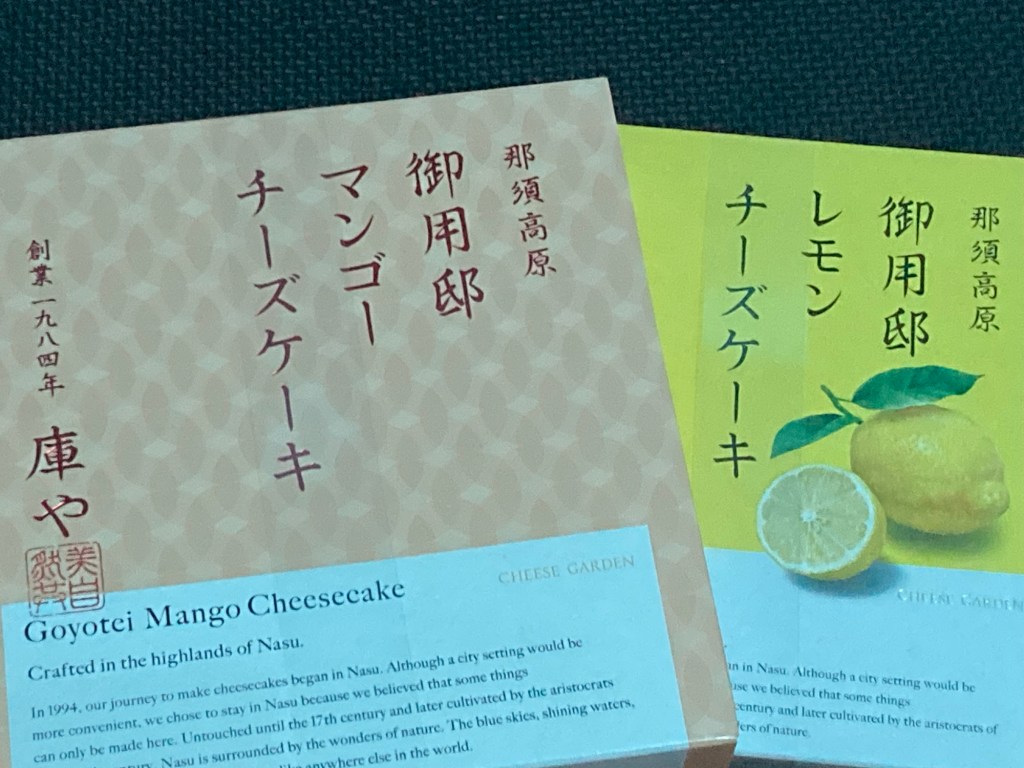 那須高原
御用邸
マンゴー
チーズケーキ
創業一九八四年
庫や
CHEESE GARDEN
Goyotei Mango Cheesecake
Crafted in the highlands of Nasu.
In 1994, our journey to make cheesecakes began in Nasu. Although a city setting would be
more convenient, we chose to stay in Nasu because we believed that some things
can only be made here. Untouched until the 17th century and later cultivated by the aristocrats
Nasu is surrounded by the wonders of nature. The blue skies, shining waters,
anywhere else in the world.
那須高原
御用邸
レモン
チーズケーキ
CHEESE GARDEN
in Nasu. Although a city setting would be
we believed that some things
century and later cultivated by the aristocrats of
of nature.